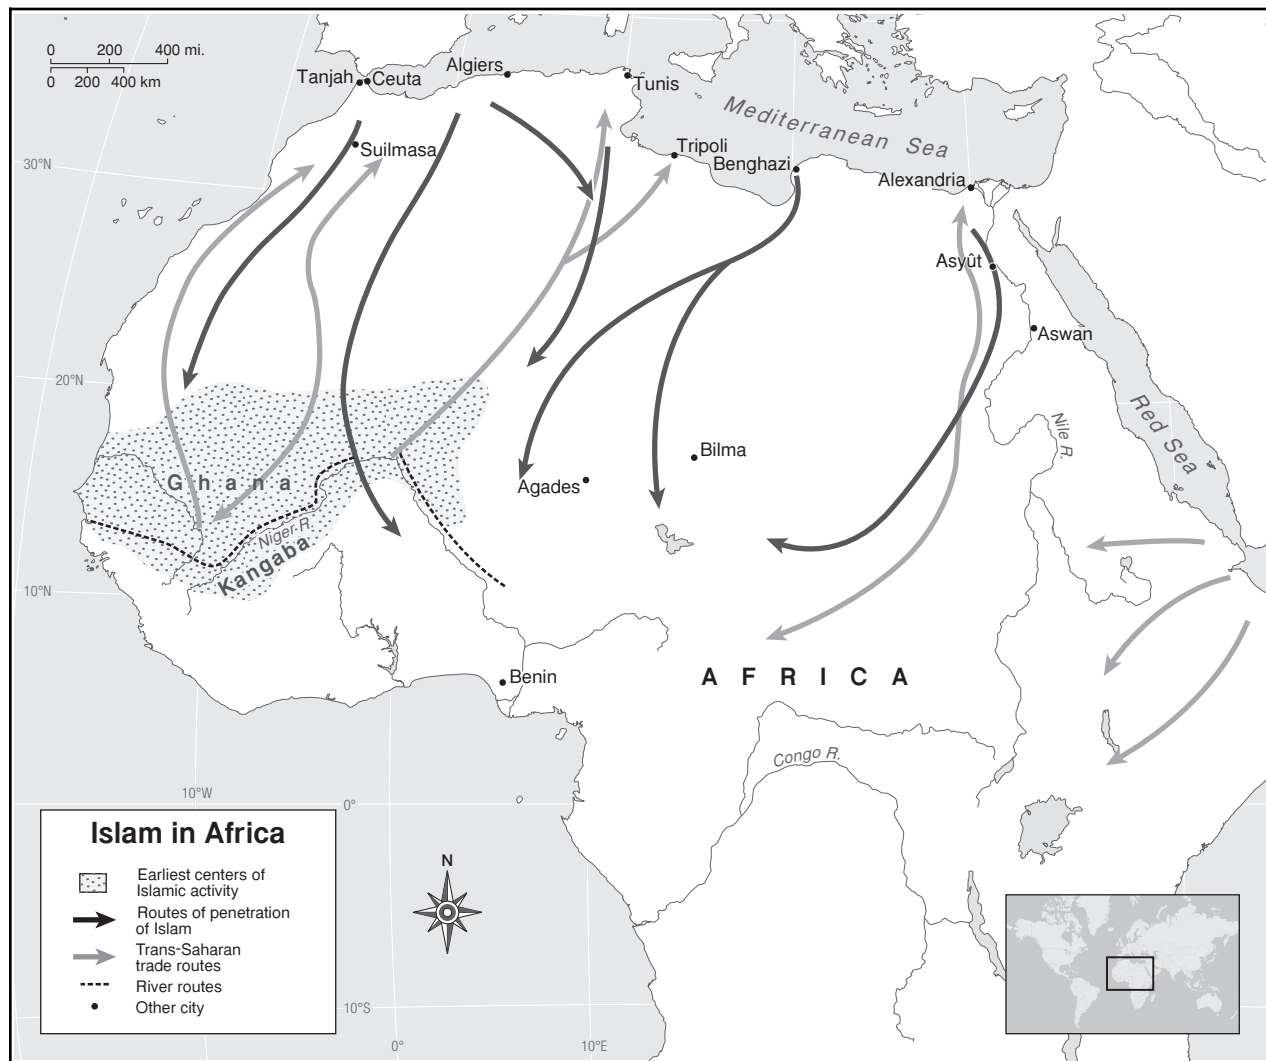 0 200 400 mi.
0 200 400 km
Tanjah
Ceuta
Algiers
Tunis
Suilmasa
Mediterranean Sea
Tripoli
Benghazi
Alexandria
30°N
Asyût
Aswan
20°N
Red Sea
Nile R.
Bilma
Ghana
Agades
Niger R.
Kangaba
10°N
Benin
AFRICA
Congo R.
10°W
0°
Islam in Africa
Earliest centers of
Islamic activity
Routes of penetration
of Islam
Trans-Saharan
trade routes
River routes
Other city
N
10°S
0°
10°E